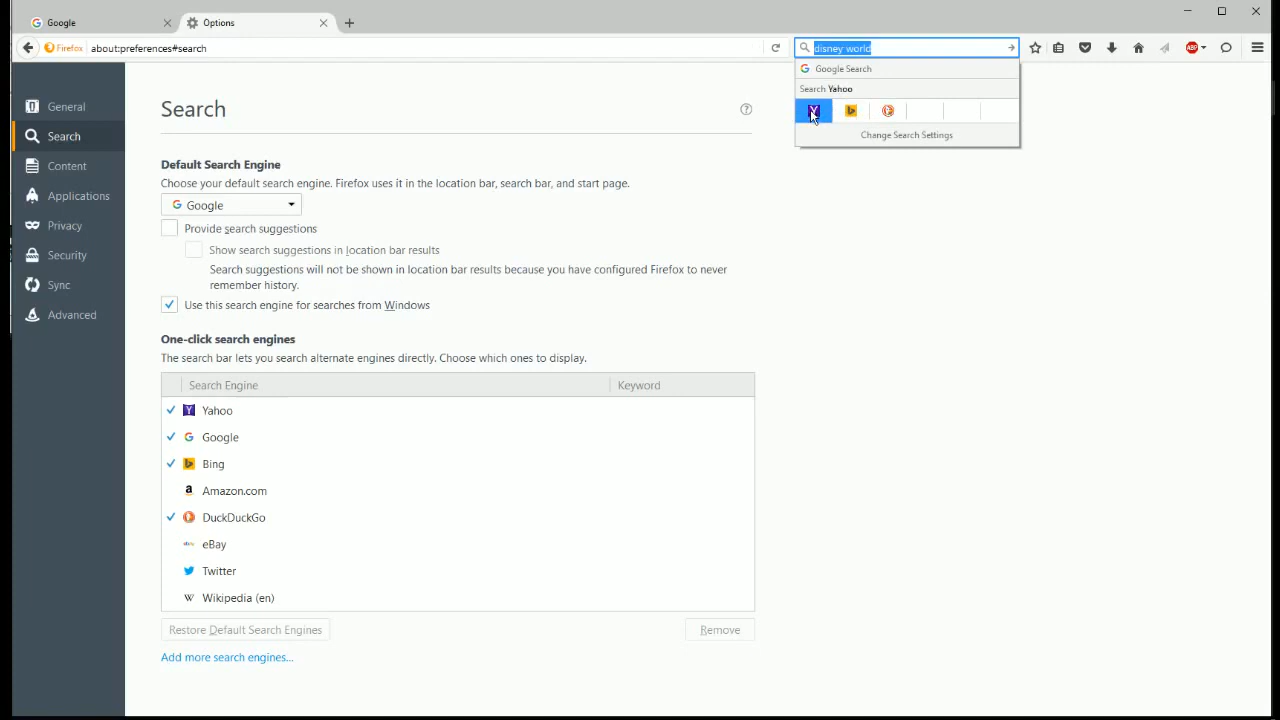 Google
Options
Firefox
about:preferences#search
disney world
ABP
Google Search
Search Yahoo
Change Search Settings
General
Search
Content
Applications
Privacy
Security
Sync
Advanced
Search
Default Search Engine
Choose your default search engine. Firefox uses it in the location bar, search bar, and start page.
Google
Provide search suggestions
Show search suggestions in location bar results
Search suggestions will not be shown in location bar results because you have configured Firefox to never
remember history.
Use this search engine for searches from Windows
One-click search engines
The search bar lets you search alternate engines directly. Choose which ones to display.
Search Engine Keyword
Yahoo
Google
Bing
Amazon.com
DuckDuckGo
eBay
Twitter
Wikipedia (en)
Restore Default Search Engines
Remove
Add more search engines...